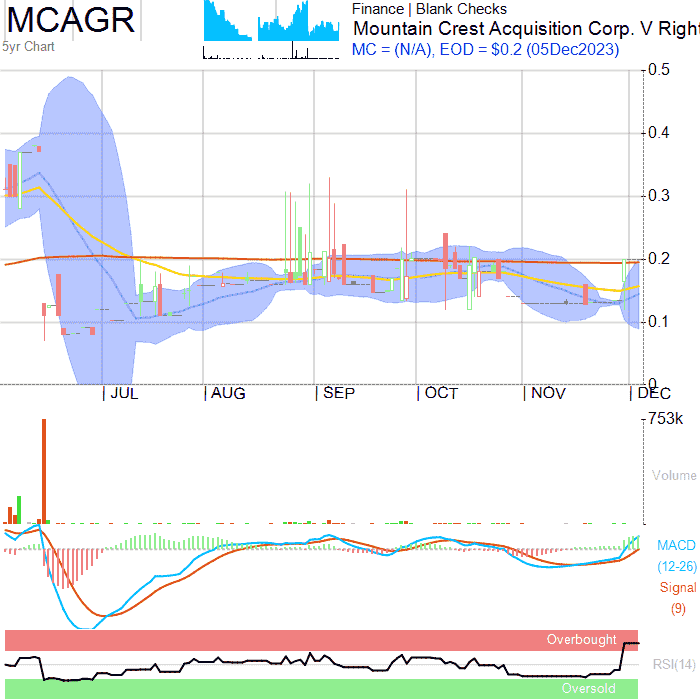 MCAGR
5yr Chart
Finance | Blank Checks
Mountain Crest Acquisition Corp. V Right
MC = (N/A), EOD = $0.2 (05Dec2023)
0.5
0.4
0.3
0.2
0.1
0
JUL AUG SEP OCT NOV DEC
753k
Volume
MACD
(12-26)
Signal
(9)
Overbought
RSI(14)
Oversold